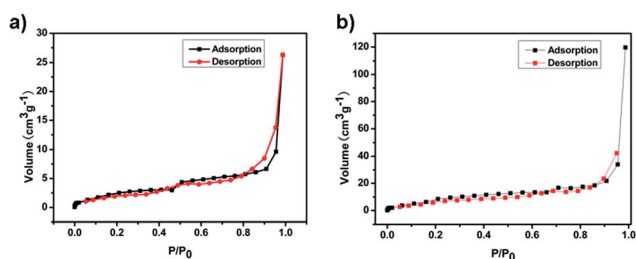 a)
30
25
20
15
10
5
0
Volume (cm3g-1)
Adsorption
Desorption
0.0 0.2 0.4 0.6 0.8 1.0
P/P0
b)
120
100
80
60
40
20
0
Volume (cm3g-1)
Adsorption
Desorption
0.0 0.2 0.4 0.6 0.8 1.0
P/P0